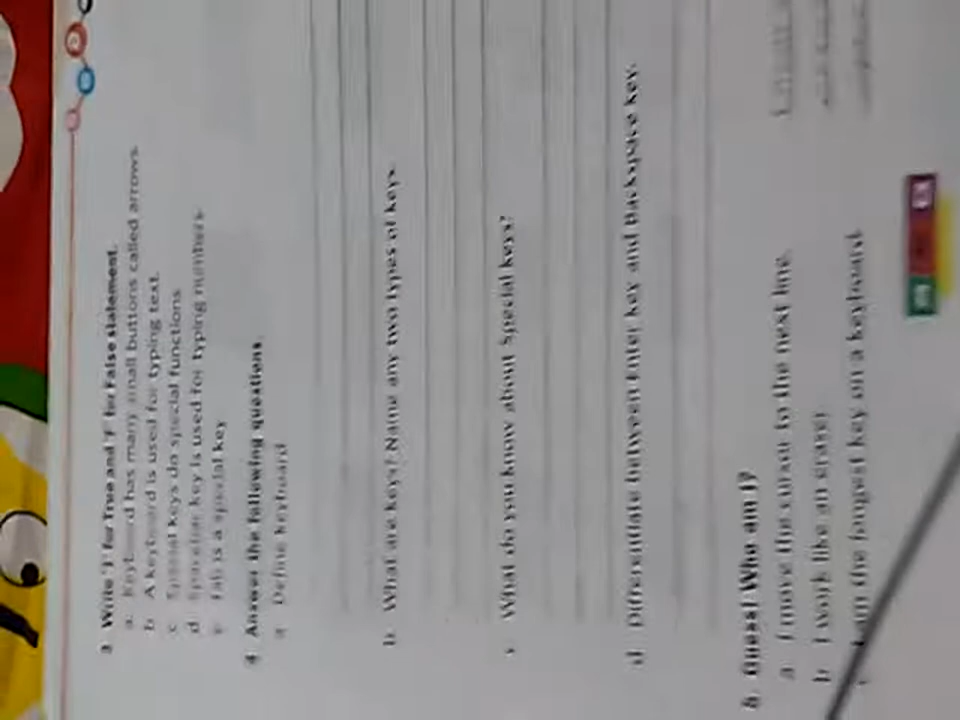 3 Write 'T' for True and 'F' for False statement.
a. Keyboard has many small buttons called arrows.
b A keyboard is used for typing text.
c Special keys do special functions
d Spacebar key is used for typing numbers
e Tab is a special key
4 Answer the following questions
a Define keyboard
b What are keys? Name any two types of keys.
c What do you know about Special keys?
d Differentiate between Enter key and Backspace key.
5 Guess! Who am I?
a I move the cursor to the next line.
b I work like an eraser
c I am the longest key on a keyboard.